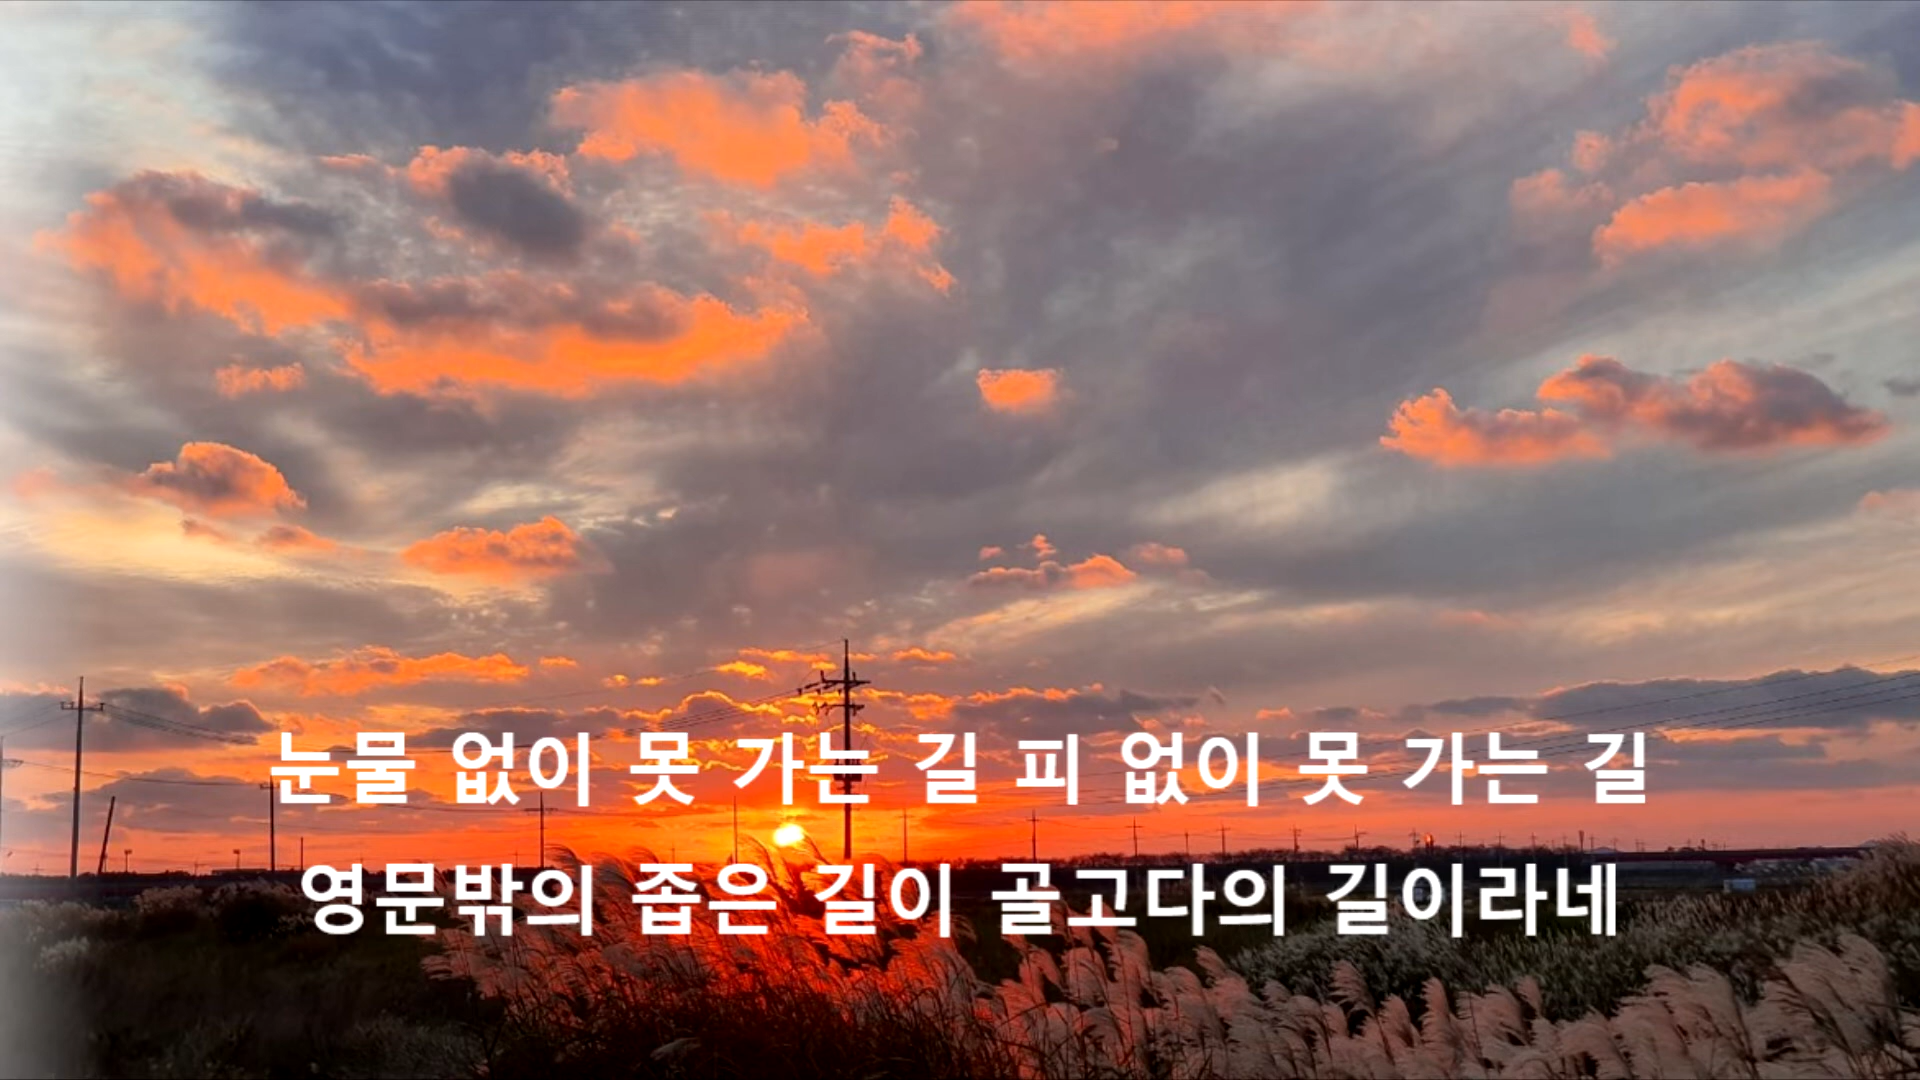 눈물 없이 못 가는 길 피 없이 못 가는 길
영문밖의 좁은 길이 골고다의 길이라네